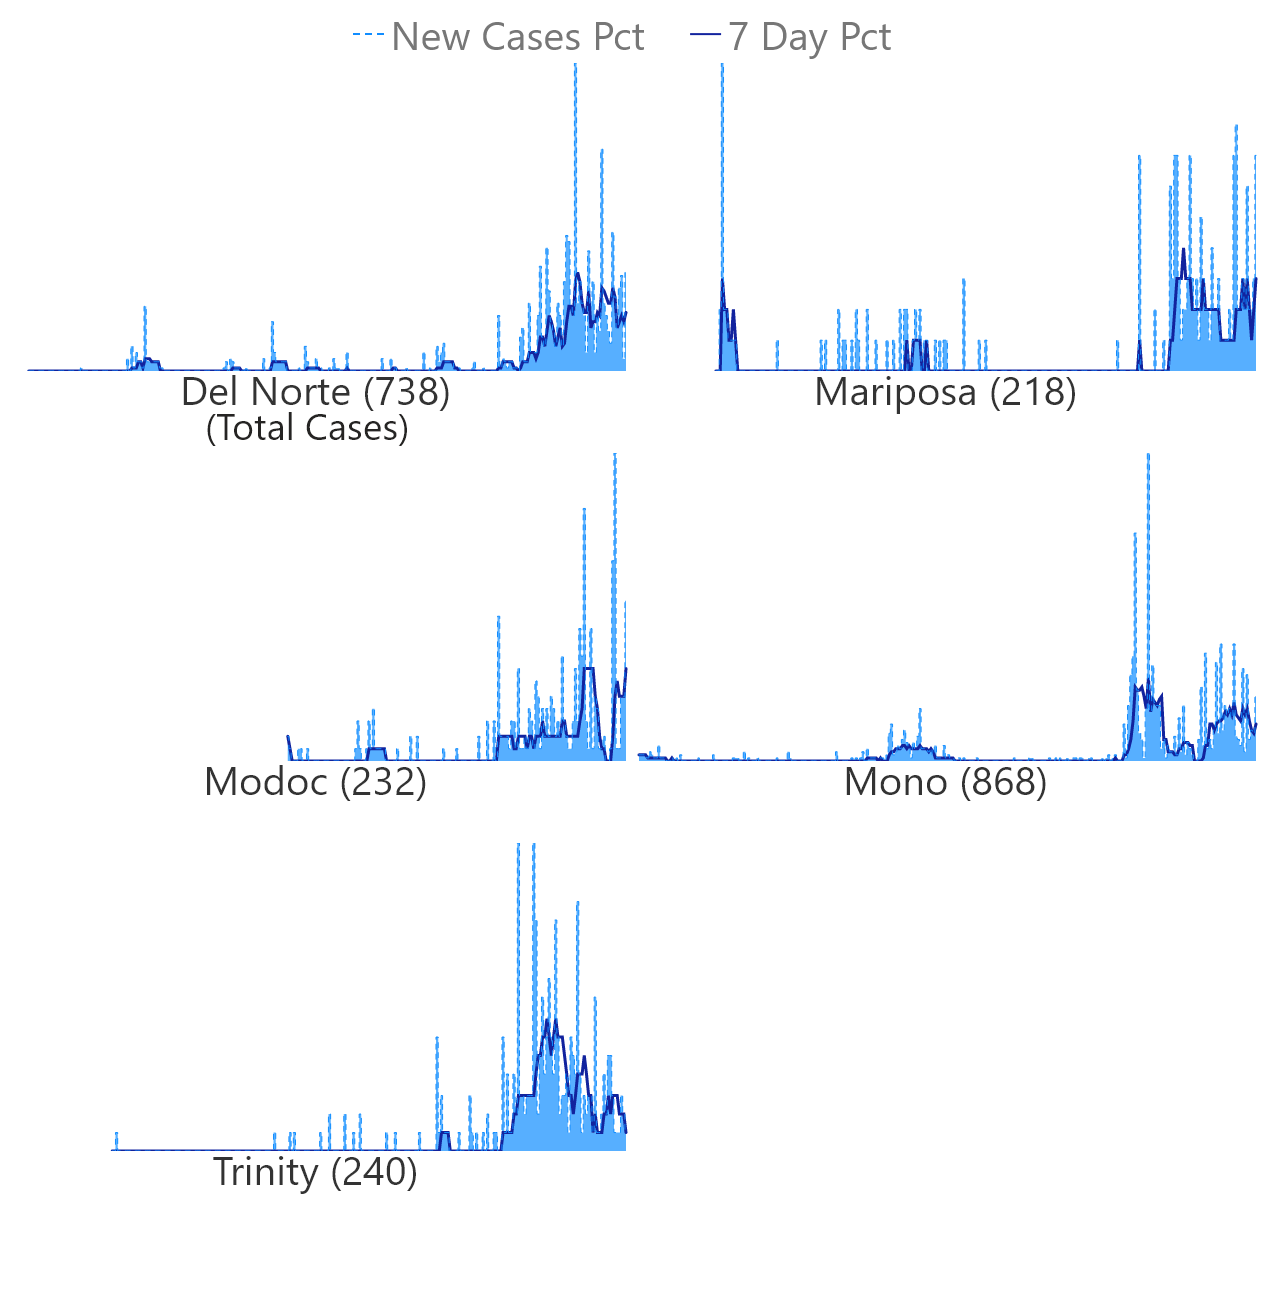 New Cases Pct 7 Day Pct
Del Norte (738) Mariposa (218)
(Total Cases)
Modoc (232) Mono (868)
Trinity (240)